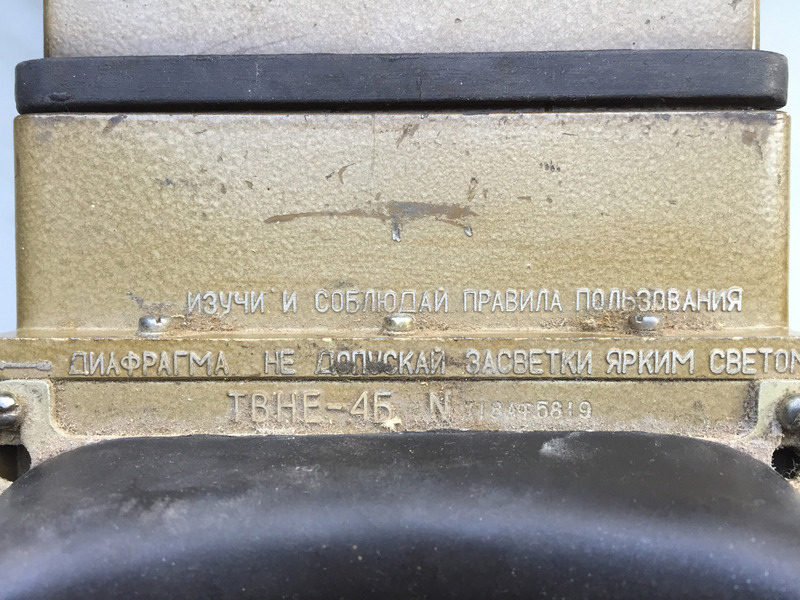 ИЗУЧИ И СОБЛЮДАЙ ПРАВИЛА ПОЛЬЗОВАНИЯ
ДИАФРАГМА НЕ ДОПУСКАЙ ЗАСВЕТКИ ЯРКИМ СВЕТОМ
ТВНЕ-4Б N